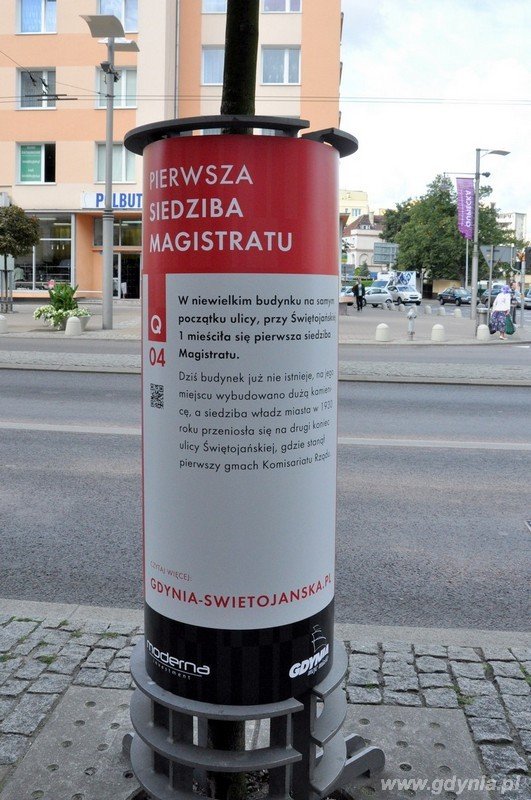 PIERWSZA
SIEDZIBA
MAGISTRATU
W niewielkim budynku na samym
początku ulicy, przy Świętojańskiej
1 mieściła się pierwsza siedziba
Magistratu.
Q
04
Dziś budynek już nie istnieje, na jego
miejscu wybudowano dużą kamieni-
cę, a siedziba władz miasta w 1930
roku przeniosła się na drugi koniec
ulicy Świętojańskiej, gdzie stanął
pierwszy gmach Komisariatu Rządu.
CZYTAJ WIĘCEJ:
GDYNIA-SWIETOJANSKA.PL
moderna
investment
GDYNIA
POLBUT
www.gdynia.pl